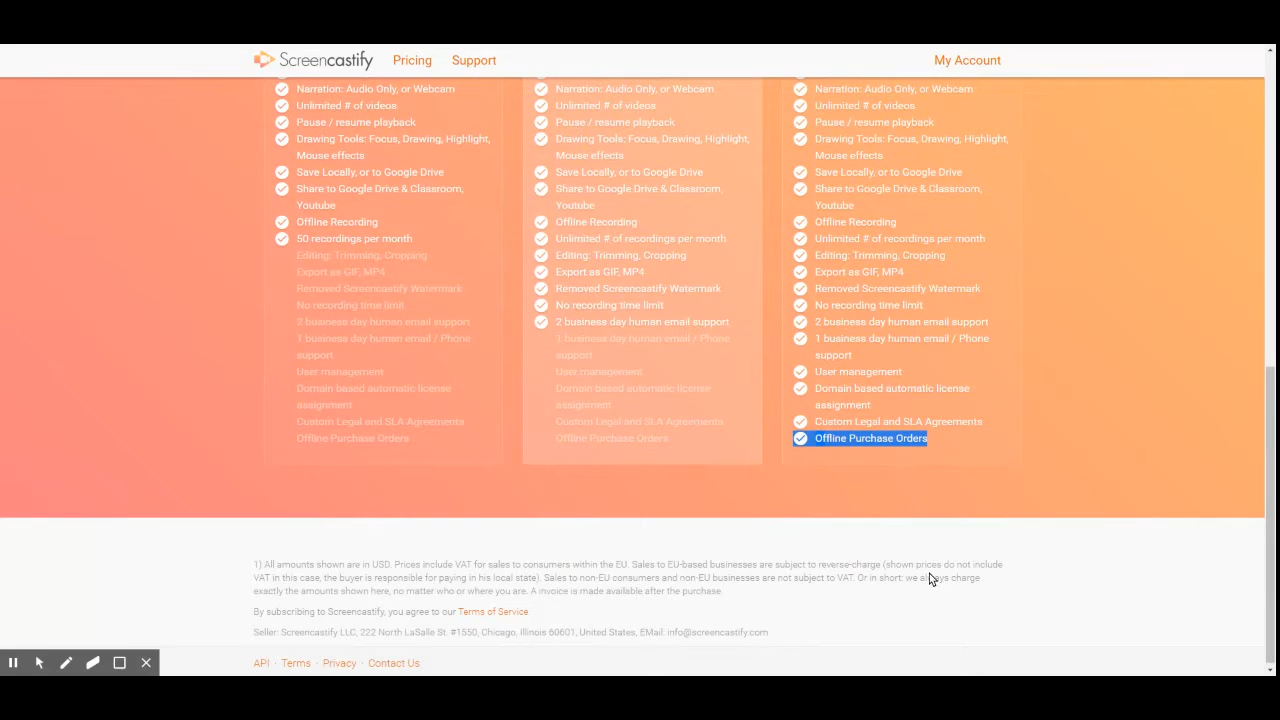 Screencastify Pricing Support My Account
Narration: Audio Only, or Webcam
Unlimited # of videos
Pause / resume playback
Drawing Tools: Focus, Drawing, Highlight,
Mouse effects
Save Locally, or to Google Drive
Share to Google Drive & Classroom,
Youtube
Offline Recording
50 recordings per month
Editing: Trimming, Cropping
Export as GIF, MP4
Removed Screencastify Watermark
No recording time limit
2 business day human email support
1 business day human email / Phone
support
User management
Domain based automatic license
assignment
Custom Legal and SLA Agreements
Offline Purchase Orders
Narration: Audio Only, or Webcam
Unlimited # of videos
Pause / resume playback
Drawing Tools: Focus, Drawing, Highlight,
Mouse effects
Save Locally, or to Google Drive
Share to Google Drive & Classroom,
Youtube
Offline Recording
Unlimited # of recordings per month
Editing: Trimming, Cropping
Export as GIF, MP4
Removed Screencastify Watermark
No recording time limit
2 business day human email support
1 business day human email / Phone
support
User management
Domain based automatic license
assignment
Custom Legal and SLA Agreements
Offline Purchase Orders
Narration: Audio Only, or Webcam
Unlimited # of videos
Pause / resume playback
Drawing Tools: Focus, Drawing, Highlight,
Mouse effects
Save Locally, or to Google Drive
Share to Google Drive & Classroom,
Youtube
Offline Recording
Unlimited # of recordings per month
Editing: Trimming, Cropping
Export as GIF, MP4
Removed Screencastify Watermark
No recording time limit
2 business day human email support
1 business day human email / Phone
support
User management
Domain based automatic license
assignment
Custom Legal and SLA Agreements
Offline Purchase Orders
1) All amounts shown are in USD. Prices include VAT for sales to consumers within the EU. Sales to EU-based businesses are subject to reverse-charge (shown prices do not include
VAT in this case, the buyer is responsible for paying in his local state). Sales to non-EU consumers and non-EU businesses are not subject to VAT. Or in short: we always charge
exactly the amounts shown here, no matter who or where you are. A invoice is made available after the purchase.
By subscribing to Screencastify, you agree to our Terms of Service.
Seller: Screencastify LLC, 222 North LaSalle St. #1550, Chicago, Illinois 60601, United States, EMail: info@screencastify.com
API · Terms · Privacy · Contact Us